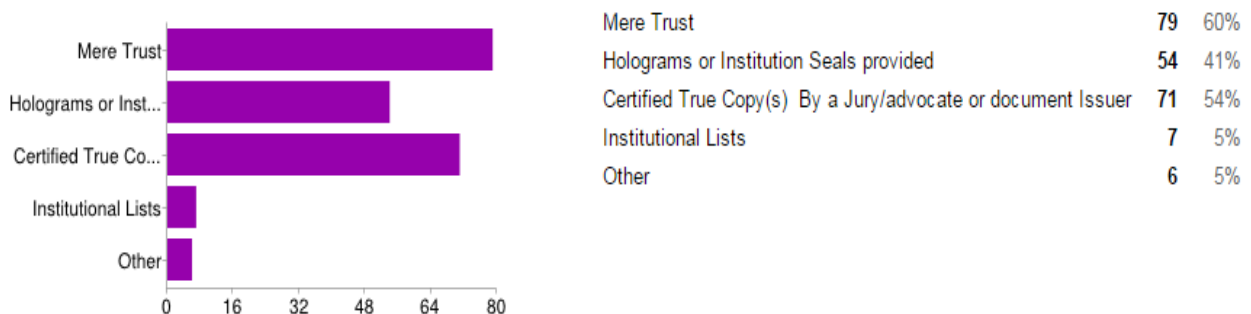 Mere Trust
Holograms or Inst...
Certified True Co...
Institutional Lists
Other
0 16 32 48 64 80
Mere Trust 79 60%
Holograms or Institution Seals provided 54 41%
Certified True Copy(s) By a Jury/advocate or document Issuer 71 54%
Institutional Lists 7 5%
Other 6 5%